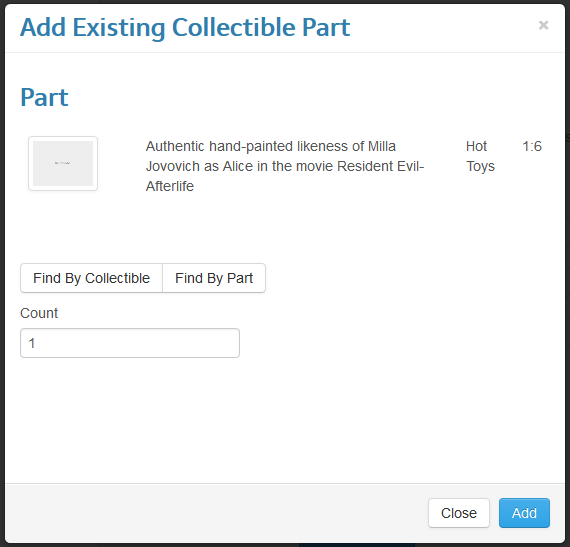 Add Existing Collectible Part
×
Part
Authentic hand-painted likeness of Milla Hot 1:6
Jovovich as Alice in the movie Resident Evil- Toys
Afterlife
Find By Collectible Find By Part
Count
1
Close Add